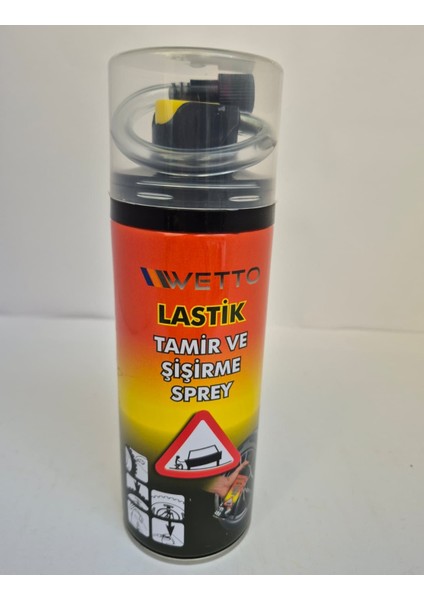 WETTO
LASTİK
TAMİR VE
ŞİŞİRME
SPREY